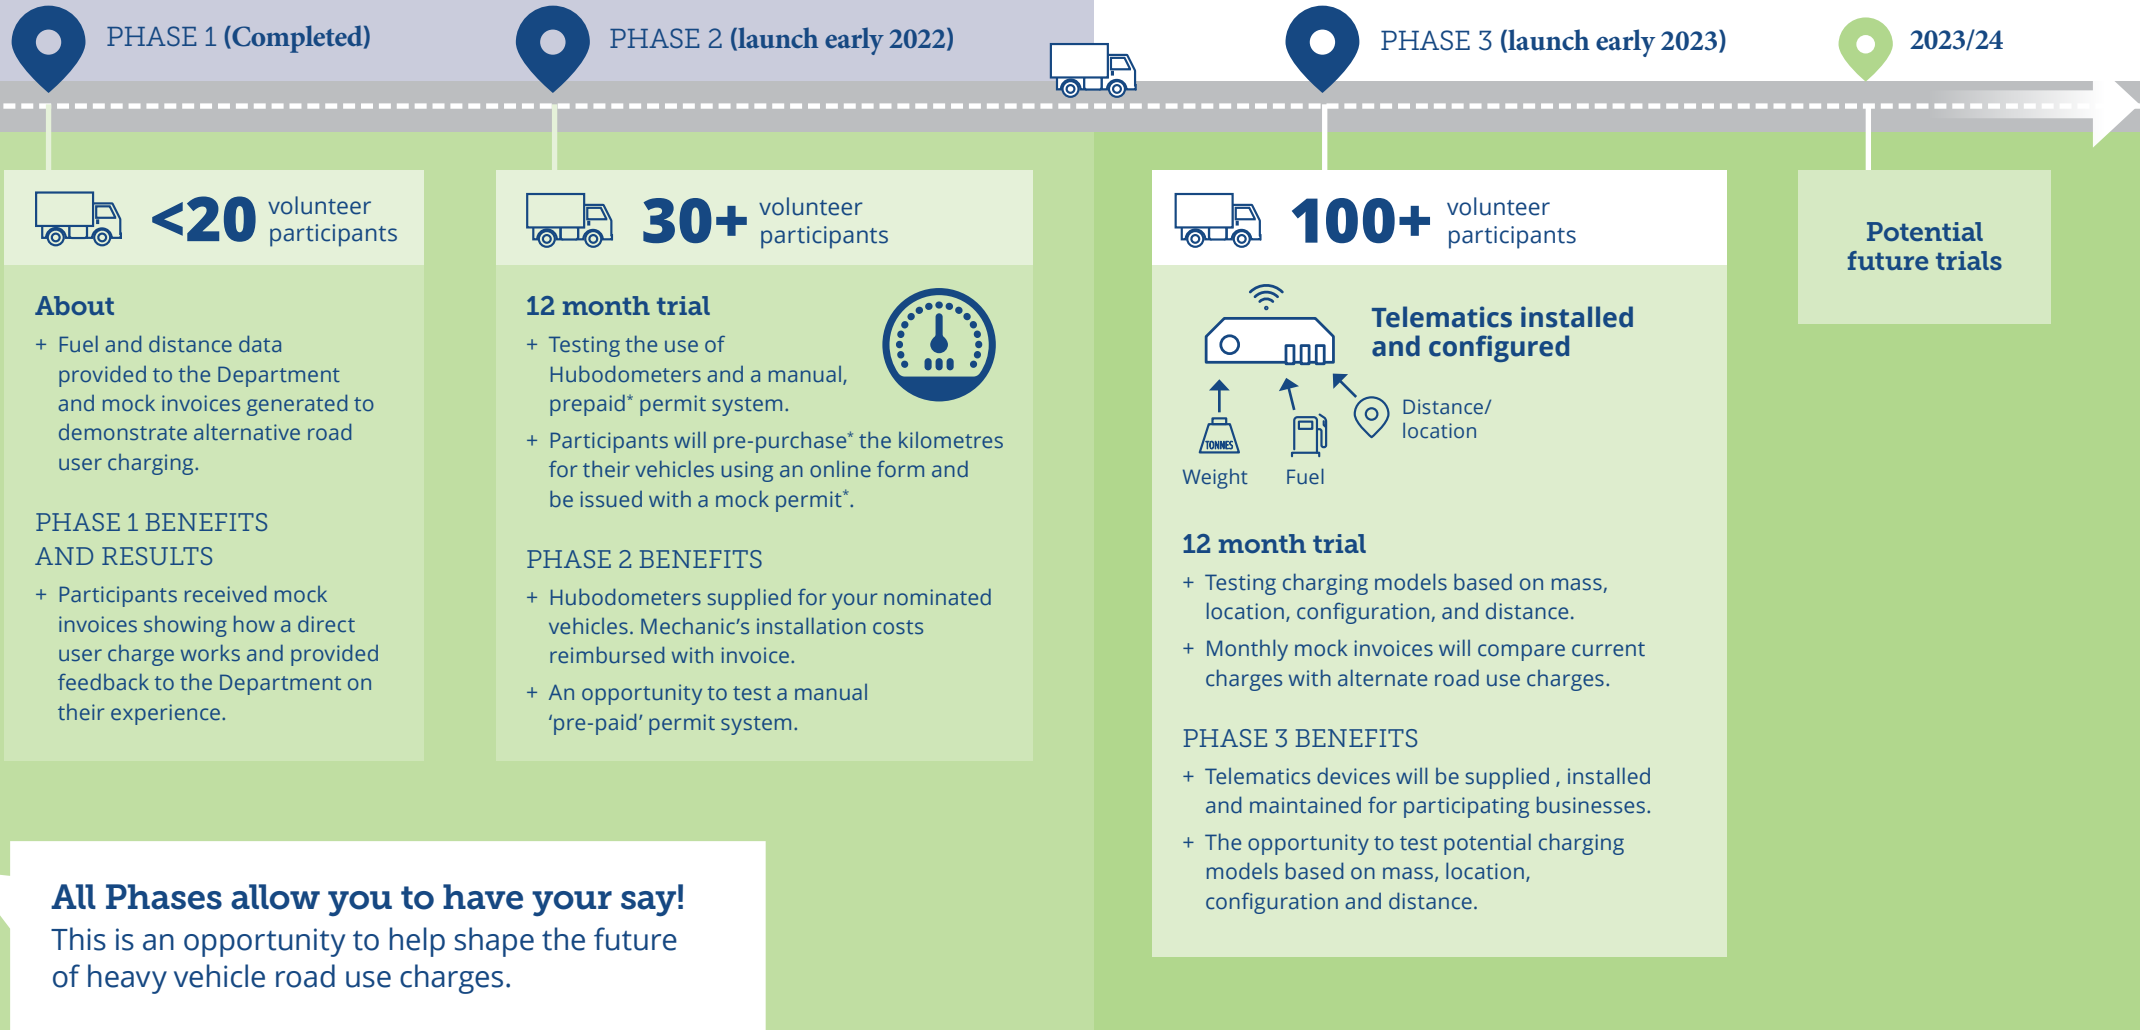 PHASE 1 (Completed)
<20 volunteer
participants
About
+ Fuel and distance data
provided to the Department
and mock invoices generated to
demonstrate alternative road
user charging.
PHASE 1 BENEFITS
AND RESULTS
+ Participants received mock
invoices showing how a direct
user charge works and provided
feedback to the Department on
their experience.
PHASE 2 (launch early 2022)
30+ volunteer
participants
12 month trial
+ Testing the use of
Hubodometers and a manual,
prepaid* permit system.
+ Participants will pre-purchase* the kilometres
for their vehicles using an online form and
be issued with a mock permit*.
PHASE 2 BENEFITS
+ Hubodometers supplied for your nominated
vehicles. Mechanic's installation costs
reimbursed with invoice.
+ An opportunity to test a manual
‘pre-paid’ permit system.
PHASE 3 (launch early 2023)
100+ volunteer
participants
Telematics installed
and configured
Distance/
location
TONNES
Weight
Fuel
12 month trial
+ Testing charging models based on mass,
location, configuration, and distance.
+ Monthly mock invoices will compare current
charges with alternate road use charges.
PHASE 3 BENEFITS
+ Telematics devices will be supplied , installed
and maintained for participating businesses.
+ The opportunity to test potential charging
models based on mass, location,
configuration and distance.
2023/24
Potential
future trials
All Phases allow you to have your say!
This is an opportunity to help shape the future
of heavy vehicle road use charges.